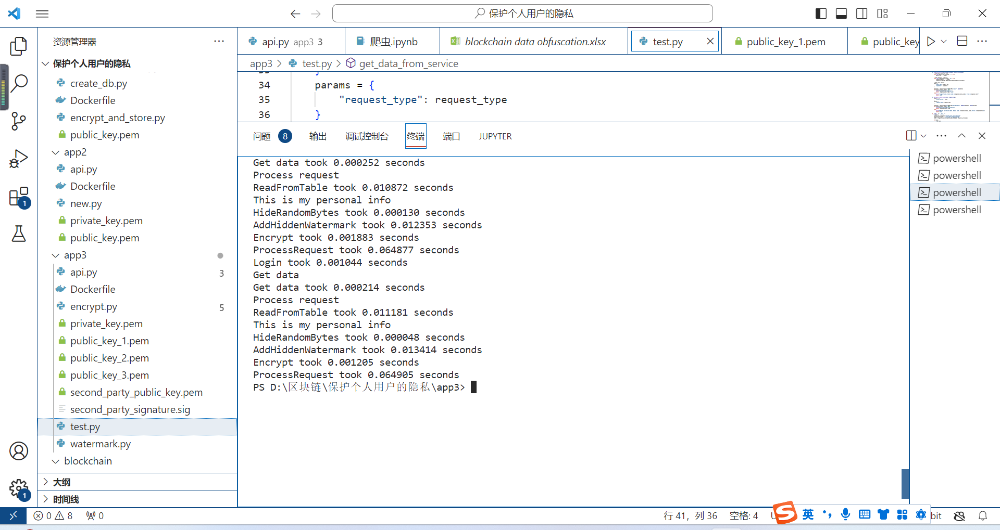 保护个人用户的隐私
资源管理器
api.py app3 3
爬虫.ipynb
blockchain data obfuscation.xlsx
test.py
public_key_1.pem
public_key
保护个人用户的隐私
app3 > test.py > get_data_from_service
create_db.py
Dockerfile
encrypt_and_store.py
public_key.pem
app2
api.py
Dockerfile
new.py
private_key.pem
public_key.pem
app3
api.py 3
Dockerfile
encrypt.py 5
private_key.pem
public_key_1.pem
public_key_2.pem
public_key_3.pem
second_party_public_key.pem
second_party_signature.sig
test.py
watermark.py
blockchain
大纲
时间线
1
1
34 params = {
35 "request_type": request_type
36 }
问题 8 输出 调试控制台 终端 端口 JUPYTER
Get data took 0.000252 seconds
Process request
ReadFromTable took 0.010872 seconds
This is my personal info
HideRandomBytes took 0.000130 seconds
AddHiddenWatermark took 0.012353 seconds
Encrypt took 0.001883 seconds
ProcessRequest took 0.064877 seconds
Login took 0.001044 seconds
Get data
Get data took 0.000214 seconds
Process request
ReadFromTable took 0.011181 seconds
This is my personal info
HideRandomBytes took 0.000048 seconds
AddHiddenWatermark took 0.013414 seconds
Encrypt took 0.001205 seconds
ProcessRequest took 0.064905 seconds
PS D:\区块链\保护个人用户的隐私\app3>
powershell
powershell
powershell
powershell
0 8 0
行 41，列 36 空格: 4 U
英
bit